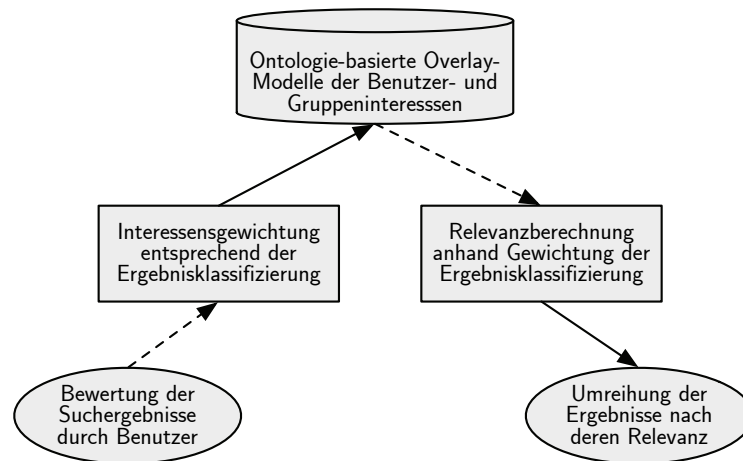 Ontologie-basierte Overlay-
Modelle der Benutzer- und
Gruppeninteresssen
Interessensgewichtung
entsprechend der
Ergebnisklassifizierung
Relevanzberechnung
anhand Gewichtung der
Ergebnisklassifizierung
Bewertung der
Suchergebnisse
durch Benutzer
Umreihung der
Ergebnisse nach
deren Relevanz